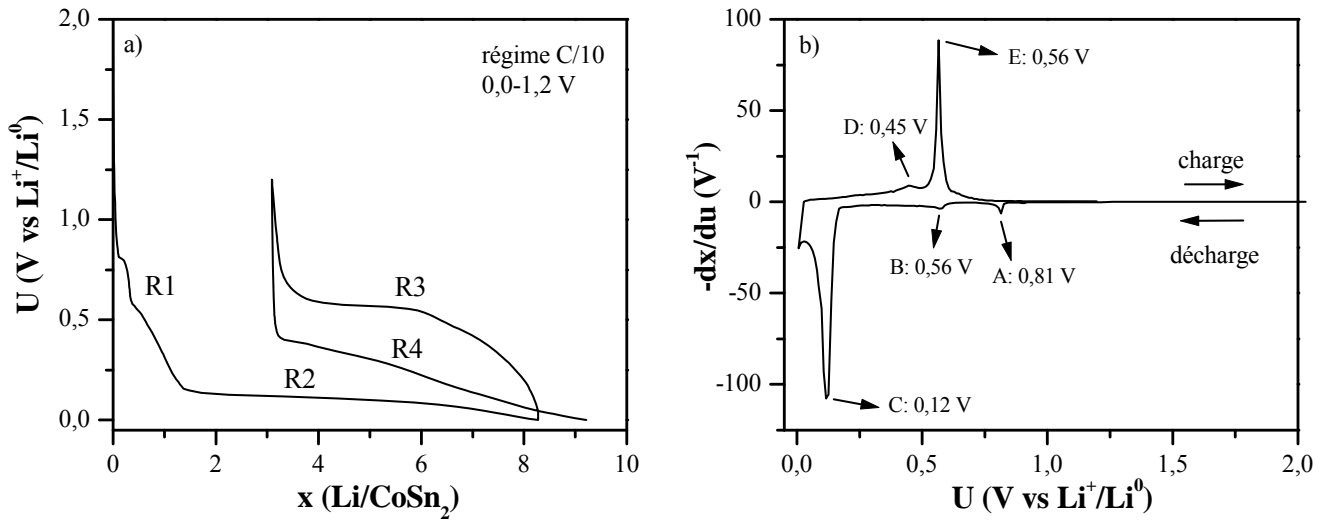 a)
régime C/10
0,0-1,2 V
2,0
1,5
1,0
0,5
0,0
U (V vs Li⁺/Li⁰)
R1
R2
R3
R4
0 2 4 6 8 10
x (Li/CoSn₂)
b)
100
50
0
-50
-100
-dx/du (V⁻¹)
E: 0,56 V
D: 0,45 V
charge
décharge
B: 0,56 V
A: 0,81 V
C: 0,12 V
0,0 0,5 1,0 1,5 2,0
U (V vs Li⁺/Li⁰)